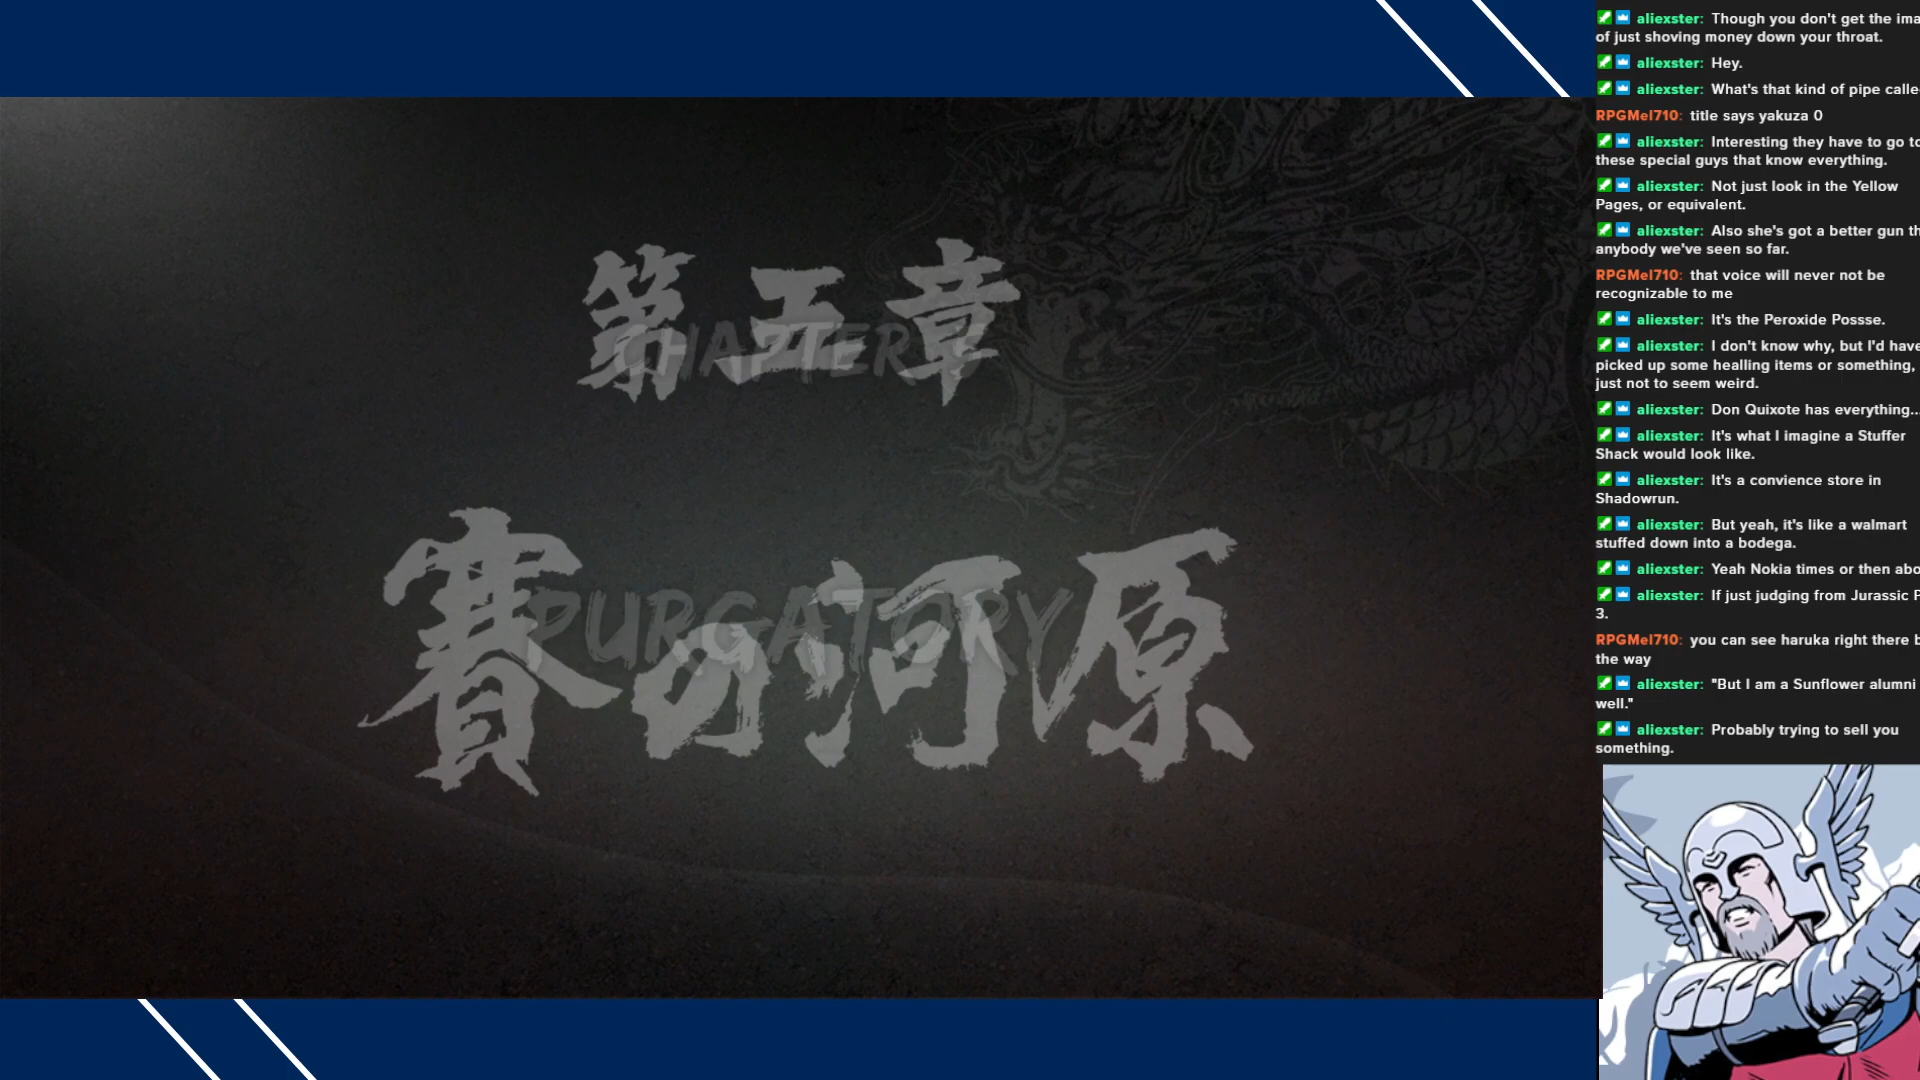 第五章
CHAPTER 5
賽の河原
PURGATORY
aliexster: Though you don't get the ima
of just shoving money down your throat.
aliexster: Hey.
aliexster: What's that kind of pipe calle
RPGMel710: title says yakuza 0
aliexster: Interesting they have to go to
these special guys that know everything.
aliexster: Not just look in the Yellow
Pages, or equivalent.
aliexster: Also she's got a better gun th
anybody we've seen so far.
RPGMel710: that voice will never not be
recognizable to me
aliexster: It's the Peroxide Possse.
aliexster: I don't know why, but I'd have
picked up some healling items or something,
just not to seem weird.
aliexster: Don Quixote has everything...
aliexster: It's what I imagine a Stuffer
Shack would look like.
aliexster: It's a convience store in
Shadowrun.
aliexster: But yeah, it's like a walmart
stuffed down into a bodega.
aliexster: Yeah Nokia times or then abo
aliexster: If just judging from Jurassic P
3.
RPGMel710: you can see haruka right there b
the way
aliexster: "But I am a Sunflower alumni
well."
aliexster: Probably trying to sell you
something.